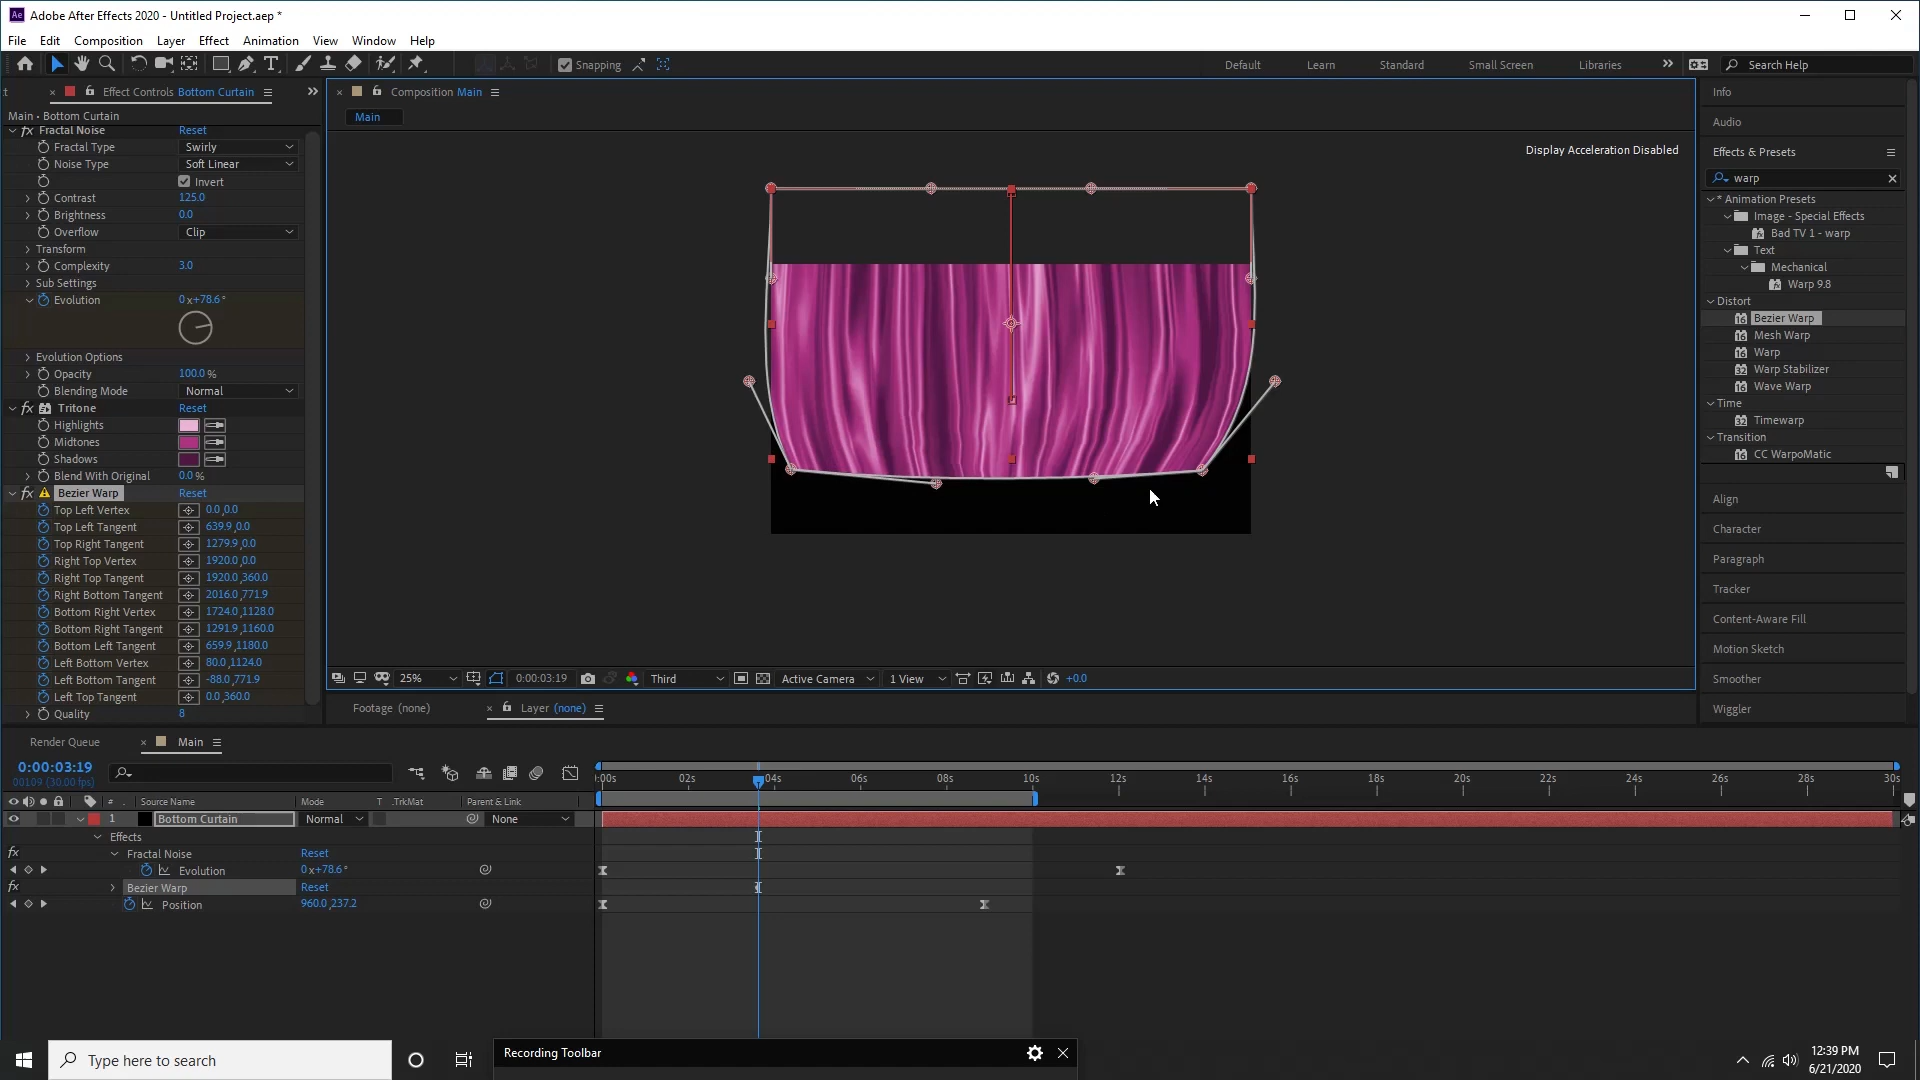 Adobe After Effects 2020 - Untitled Project.aep *
File Edit Composition Layer Effect Animation View Window Help
Snapping
Default Learn Standard Small Screen Libraries
Search Help
Effect Controls Bottom Curtain
Main • Bottom Curtain
Fractal Noise Reset
Fractal Type Swirly
Noise Type Soft Linear
Invert
Contrast 125.0
Brightness 0.0
Overflow Clip
Transform
Complexity 3.0
Sub Settings
Evolution 0x+78.6°
Evolution Options
Opacity 100.0%
Blending Mode Normal
Tritone Reset
Highlights
Midtones
Shadows
Blend With Original 0.0%
Bezier Warp Reset
Top Left Vertex 0.0,0.0
Top Left Tangent 639.9,0.0
Top Right Tangent 1279.9,0.0
Right Top Vertex 1920.0,0.0
Right Top Tangent 1920.0,360.0
Right Bottom Tangent 2016.0,771.9
Bottom Right Vertex 1724.0,1128.0
Bottom Right Tangent 1291.9,1160.0
Bottom Left Tangent 659.9,1180.0
Left Bottom Vertex 80.0,1124.0
Left Bottom Tangent -88.0,771.9
Left Top Tangent 0.0,360.0
Quality 8
Composition Main
Main
Display Acceleration Disabled
25% 0:00:03:19 Third Active Camera 1 View +0.0
Footage (none) Layer (none)
Info
Audio
Effects & Presets
warp
* Animation Presets
Image - Special Effects
Bad TV 1 - warp
Text
Mechanical
Warp 9.8
Distort
Bezier Warp
Mesh Warp
Warp
Warp Stabilizer
Wave Warp
Time
Timewarp
Transition
CC WarpoMatic
Align
Character
Paragraph
Tracker
Content-Aware Fill
Motion Sketch
Smoother
Wiggler
Render Queue Main
0:00:03:19
00109 (30.00 fps)
# Source Name Mode T .TrkMat Parent & Link
:00s 02s 04s 06s 08s 10s 12s 14s 16s 18s 20s 22s 24s 26s 28s 30s
1 Bottom Curtain Normal None
Effects
Fractal Noise Reset
Evolution 0x+78.6°
Bezier Warp Reset
Position 960.0,237.2
Type here to search
Recording Toolbar
12:39 PM
6/21/2020